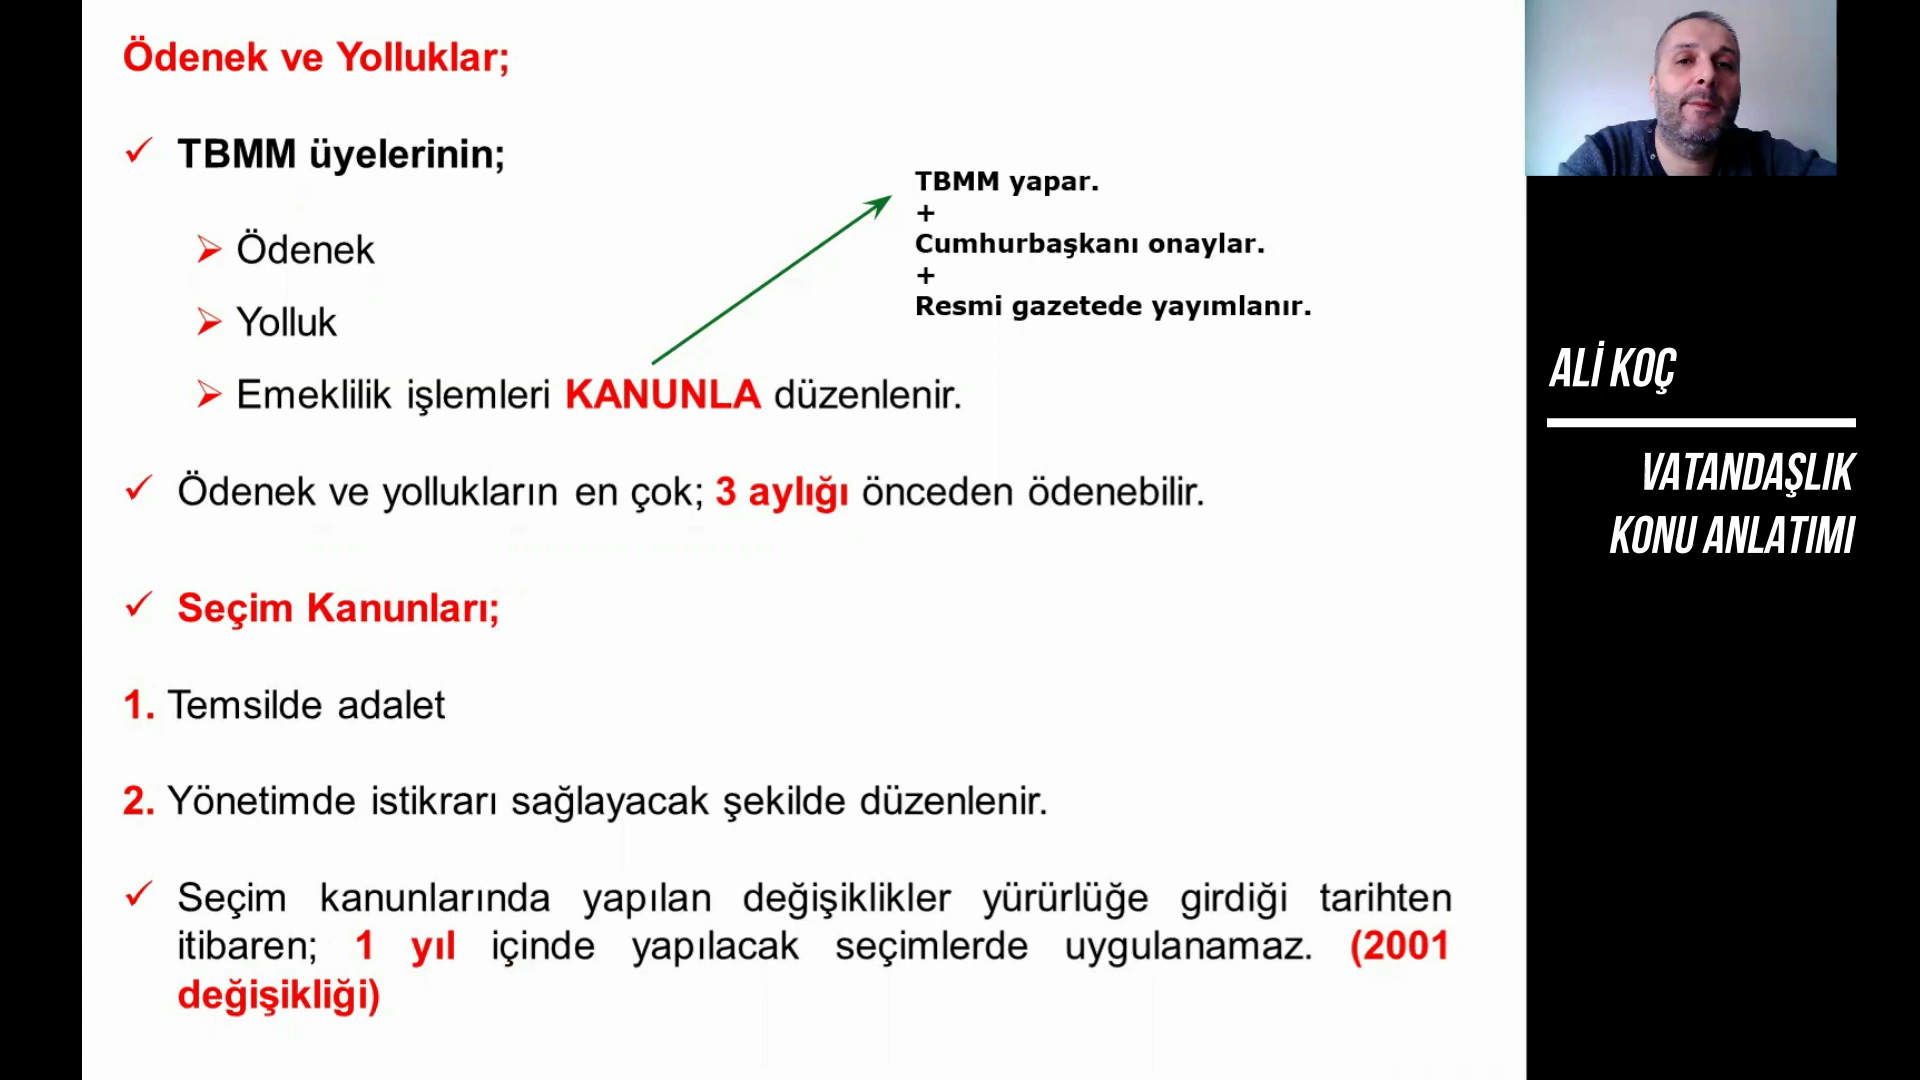 Ödenek ve Yolluklar;
TBMM üyelerinin;
Ödenek
Yolluk
Emeklilik işlemleri KANUNLA düzenlenir.
TBMM yapar.
+
Cumhurbaşkanı onaylar.
+
Resmi gazetede yayımlanır.
Ödenek ve yollukların en çok; 3 aylığı önceden ödenebilir.
Seçim Kanunları;
1. Temsilde adalet
2. Yönetimde istikrarı sağlayacak şekilde düzenlenir.
Seçim kanunlarında yapılan değişiklikler yürürlüğe girdiği tarihten
itibaren; 1 yıl içinde yapılacak seçimlerde uygulanamaz. (2001
değişikliği)
ALİ KOÇ
VATANDAŞLIK
KONU ANLATIMI